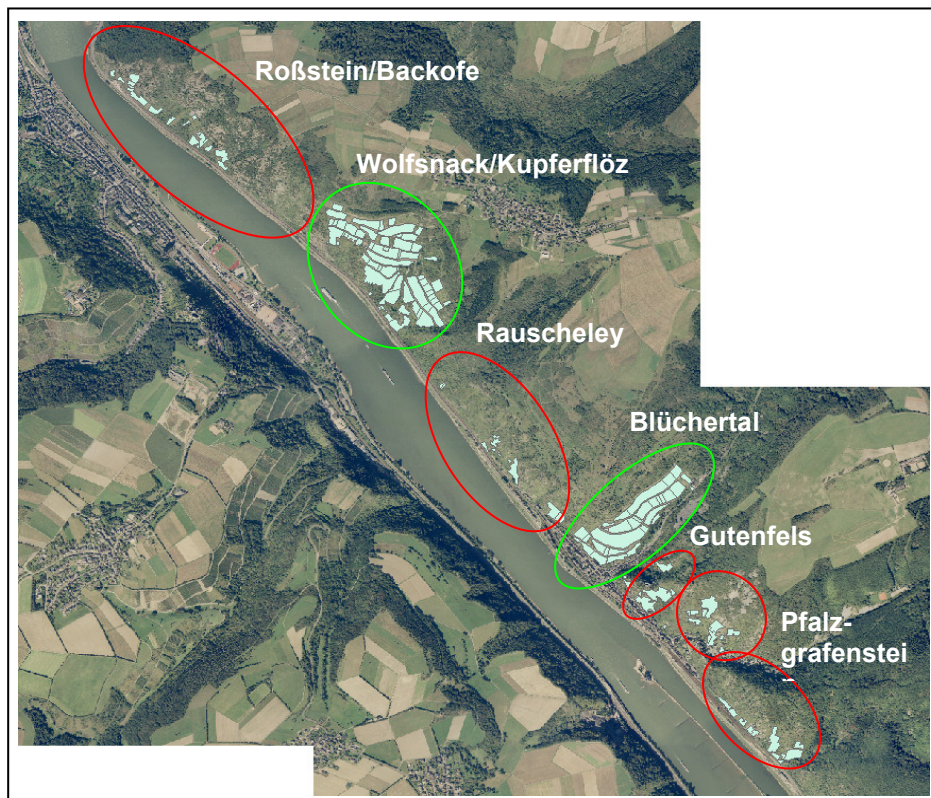 Roßstein/Backofe
Wolfsnack/Kupferflöz
Rauscheley
Blüchertal
Gutenfels
Pfalz-
grafenstei